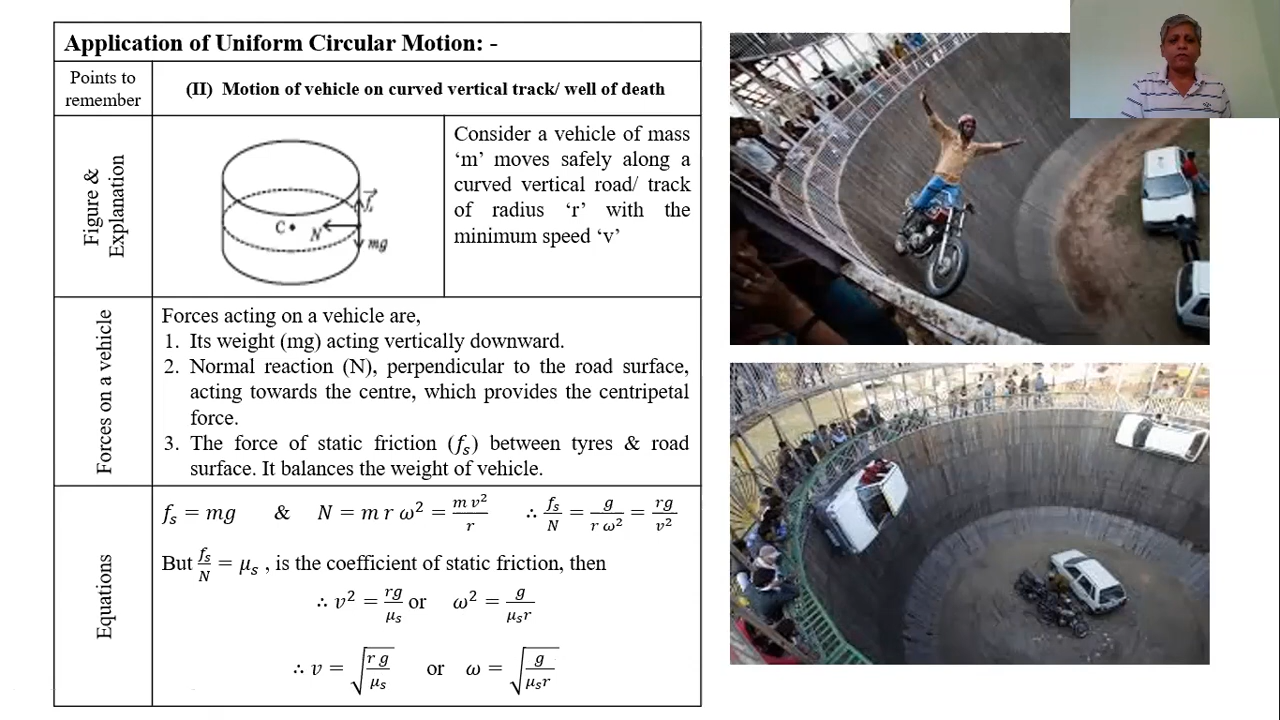 Application of Uniform Circular Motion: -
Points to remember
(II) Motion of vehicle on curved vertical track/ well of death
Figure & Explanation
C
N
f⃗ₛ
mg
Consider a vehicle of mass
‘m’ moves safely along a
curved vertical road/ track
of radius ‘r’ with the
minimum speed ‘v’
Forces on a vehicle
Forces acting on a vehicle are,
1. Its weight (mg) acting vertically downward.
2. Normal reaction (N), perpendicular to the road surface,
acting towards the centre, which provides the centripetal
force.
3. The force of static friction (fₛ) between tyres & road
surface. It balances the weight of vehicle.
Equations
fₛ = mg & N = m r ω² = m v²/r ∴ fₛ/N = g/r ω² = rg/v²
But fₛ/N = μₛ , is the coefficient of static friction, then
∴ v² = rg/μₛ or ω² = g/μₛr
∴ v = √(r g/μₛ) or ω = √(g/μₛr)